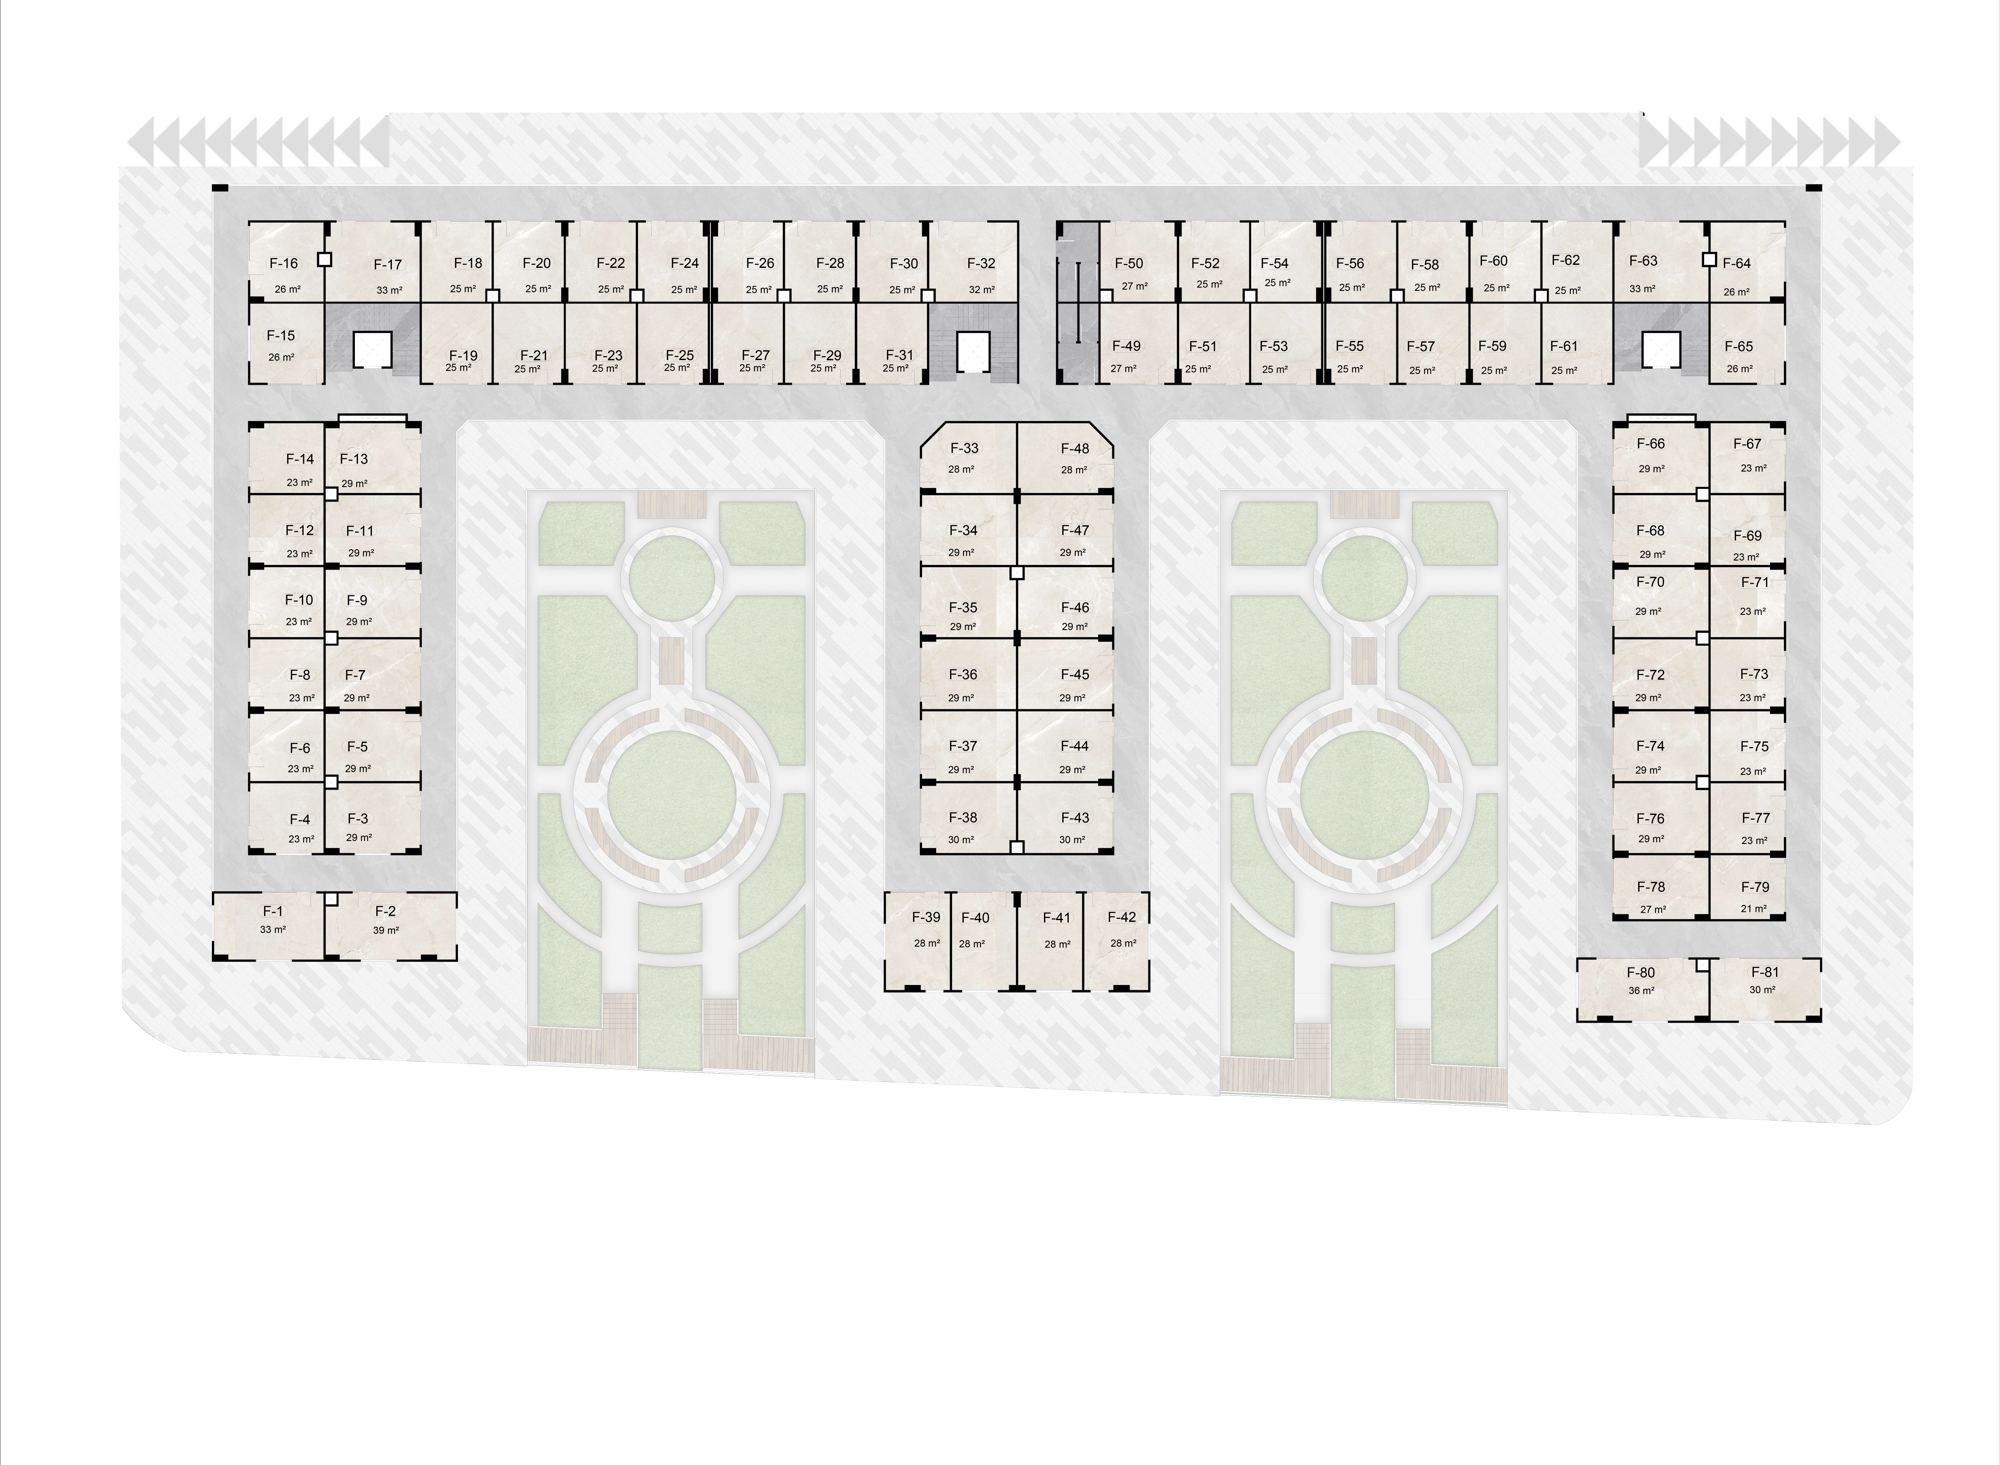 F-16
26 m²
F-17
33 m²
F-18
25 m²
F-20
25 m²
F-22
25 m²
F-24
25 m²
F-26
25 m²
F-28
25 m²
F-30
25 m²
F-32
32 m²
F-50
27 m²
F-52
25 m²
F-54
25 m²
F-56
25 m²
F-58
25 m²
F-60
25 m²
F-62
25 m²
F-63
33 m²
F-64
26 m²
F-15
26 m²
F-19
25 m²
F-21
25 m²
F-23
25 m²
F-25
25 m²
F-27
25 m²
F-29
25 m²
F-31
25 m²
F-49
27 m²
F-51
25 m²
F-53
25 m²
F-55
25 m²
F-57
25 m²
F-59
25 m²
F-61
25 m²
F-65
26 m²
F-14
23 m²
F-13
29 m²
F-12
23 m²
F-11
29 m²
F-10
23 m²
F-9
29 m²
F-8
23 m²
F-7
29 m²
F-6
23 m²
F-5
29 m²
F-4
23 m²
F-3
29 m²
F-1
33 m²
F-2
39 m²
F-33
28 m²
F-48
28 m²
F-34
29 m²
F-47
29 m²
F-35
29 m²
F-46
29 m²
F-36
29 m²
F-45
29 m²
F-37
29 m²
F-44
29 m²
F-38
30 m²
F-43
30 m²
F-39
28 m²
F-40
28 m²
F-41
28 m²
F-42
28 m²
F-66
29 m²
F-67
23 m²
F-68
29 m²
F-69
23 m²
F-70
29 m²
F-71
23 m²
F-72
29 m²
F-73
23 m²
F-74
29 m²
F-75
23 m²
F-76
29 m²
F-77
23 m²
F-78
27 m²
F-79
21 m²
F-80
36 m²
F-81
30 m²